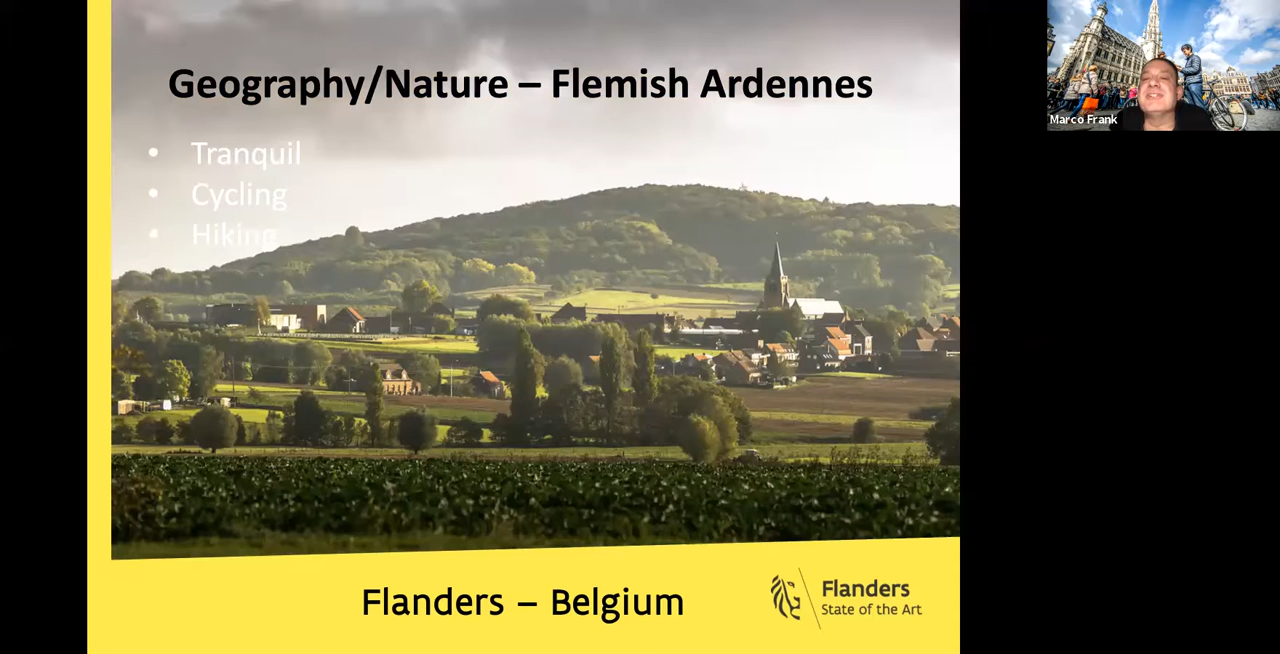 Geography/Nature – Flemish Ardennes
• Tranquil
• Cycling
• Hiking
Flanders – Belgium
Flanders
State of the Art
Marco Frank